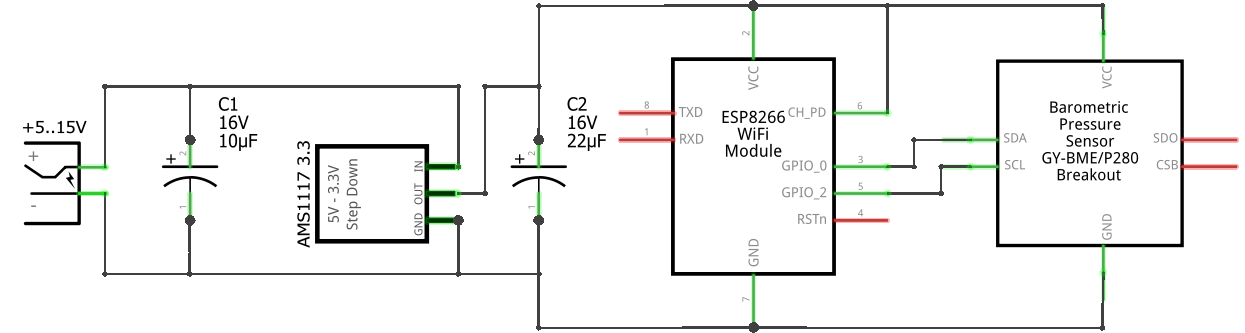 +5..15V
+
-
C1
16V
10µF
+
2
1
AMS1117 3.3
5V - 3.3V
Step Down
IN
OUT
GND
C2
16V
22µF
+
2
1
ESP8266
WiFi
Module
2
VCC
8
TXD
1
RXD
CH_PD
6
GPIO_0
3
GPIO_2
5
RSTn
4
GND
7
Barometric
Pressure
Sensor
GY-BME/P280
Breakout
VCC
SDA
SCL
SDO
CSB
GND